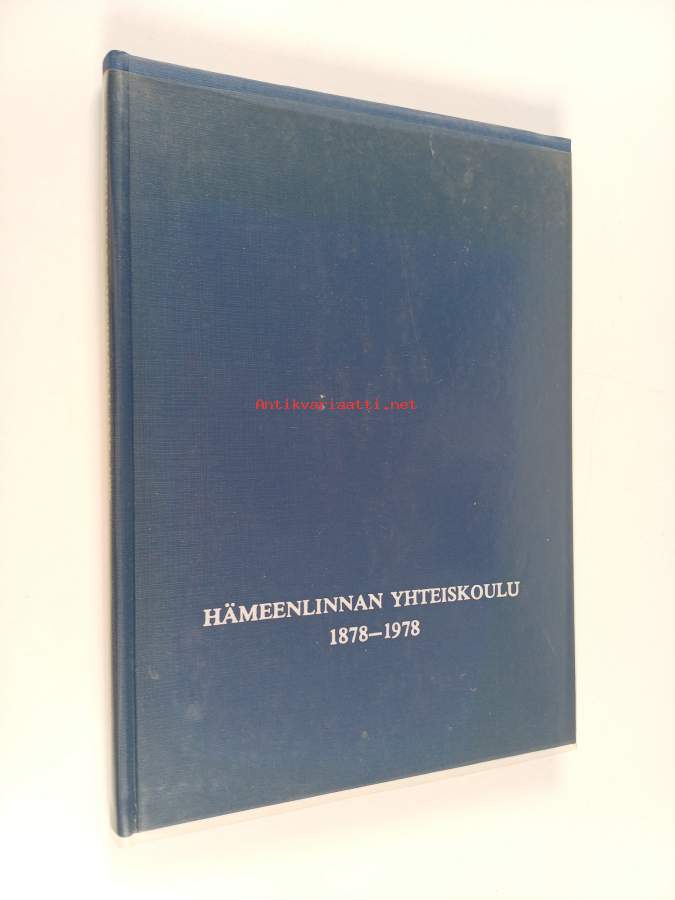 Antikvariaatti.net
HÄMEENLINNAN YHTEISKOULU
1878—1978